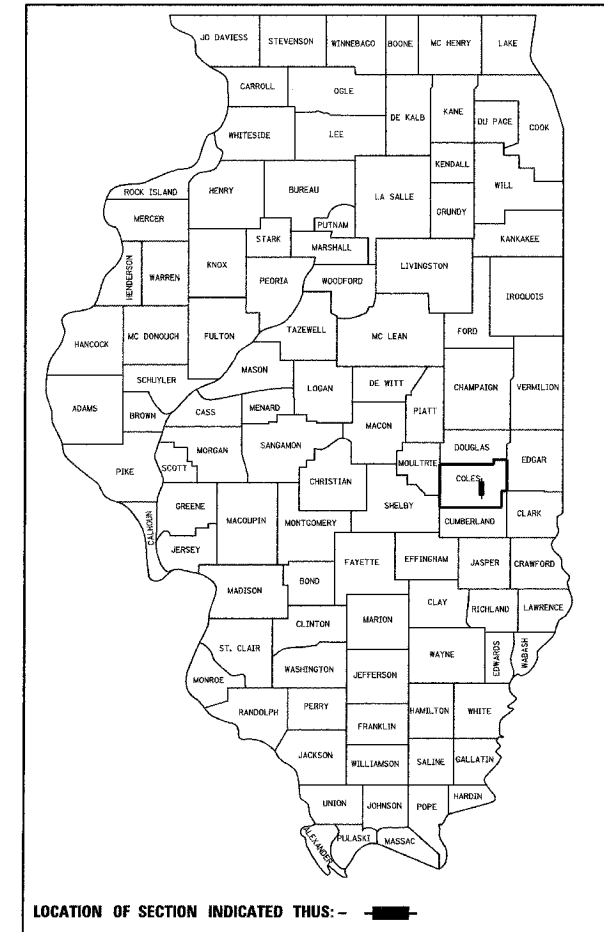 JO DAVIESS STEVENSON WINNEBAGO BOONE MC HENRY LAKE
CARROLL OGLE DE KALB KANE DU PAGE COOK
WHITESIDE LEE
KENDALL WILL
ROCK ISLAND HENRY BUREAU LA SALLE GRUNDY
MERCER PUTNAM
STARK MARSHALL KANKAKEE
HENDERSON WARREN KNOX PEORIA WOODFORD LIVINGSTON IROQUOIS
HANCOCK MC DONOUGH FULTON TAZEWELL MC LEAN FORD
SCHUYLER MASON LOGAN DE WITT CHAMPAIGN VERMILION
ADAMS BROWN CASS MENARD PIATT
MACON
PIKE SCOTT MORGAN SANGAMON CHRISTIAN MOULTRIE DOUGLAS EDGAR
COLES
GREENE SHELBY
CALHOUN MACOUPIN MONTGOMERY CUMBERLAND CLARK
JERSEY FAYETTE EFFINGHAM JASPER CRAWFORD
MADISON BOND CLAY RICHLAND LAWRENCE
CLINTON MARION
ST. CLAIR WAYNE EDWARDS WABASH
WASHINGTON JEFFERSON
MONROE
RANDOLPH PERRY HAMILTON WHITE
FRANKLIN
JACKSON WILLIAMSON SALINE GALLATIN
UNION JOHNSON POPE HARDIN
ALEXANDER PULASKI MASSAC
LOCATION OF SECTION INDICATED THUS: -